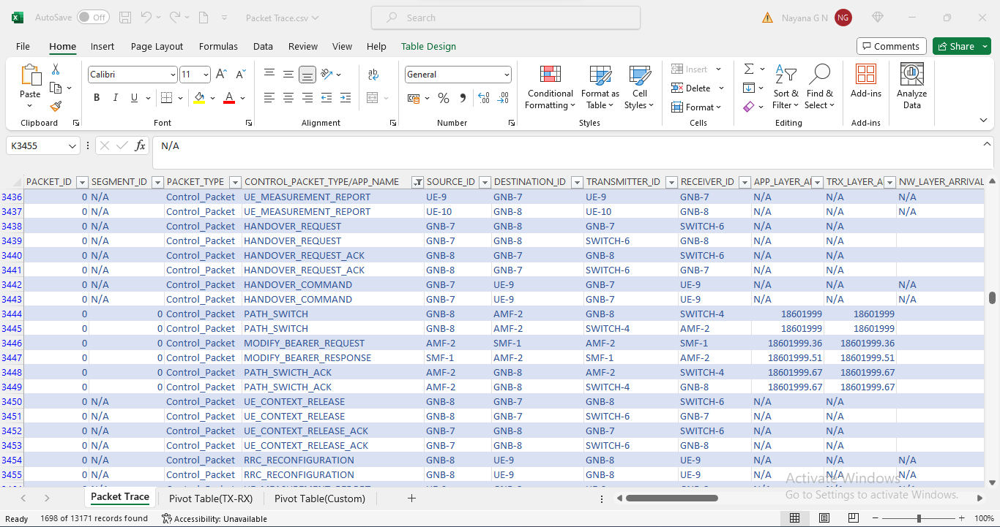 AutoSave Off Packet Trace.csv Search Nayana G N NG
File Home Insert Page Layout Formulas Data Review View Help Table Design Comments Share
Paste Calibri 11 General Conditional Formatting Format as Table Cell Styles Insert Delete Format Sort & Filter Find & Select Add-ins Analyze Data
Clipboard Font Alignment Number Styles Cells Editing Add-ins
K3455 fx N/A
PACKET_ID SEGMENT_ID PACKET_TYPE CONTROL_PACKET_TYPE/APP_NAME SOURCE_ID DESTINATION_ID TRANSMITTER_ID RECEIVER_ID APP_LAYER_A TRX_LAYER_A NW_LAYER_ARRIVAL
3436 0 N/A Control_Packet UE_MEASUREMENT_REPORT UE-9 GNB-7 UE-9 GNB-7 N/A N/A N/A
3437 0 N/A Control_Packet UE_MEASUREMENT_REPORT UE-10 GNB-8 UE-10 GNB-8 N/A N/A N/A
3438 0 N/A Control_Packet HANDOVER_REQUEST GNB-7 GNB-8 GNB-7 SWITCH-6 N/A N/A
3439 0 N/A Control_Packet HANDOVER_REQUEST GNB-7 GNB-8 SWITCH-6 GNB-8 N/A N/A
3440 0 N/A Control_Packet HANDOVER_REQUEST_ACK GNB-8 GNB-7 GNB-8 SWITCH-6 N/A N/A
3441 0 N/A Control_Packet HANDOVER_REQUEST_ACK GNB-8 GNB-7 SWITCH-6 GNB-7 N/A N/A
3442 0 N/A Control_Packet HANDOVER_COMMAND GNB-7 UE-9 GNB-7 UE-9 N/A N/A N/A
3443 0 N/A Control_Packet HANDOVER_COMMAND GNB-7 UE-9 GNB-7 UE-9 N/A N/A N/A
3444 0 0 Control_Packet PATH_SWITCH GNB-8 AMF-2 GNB-8 SWITCH-4 18601999 18601999
3445 0 0 Control_Packet PATH_SWITCH GNB-8 AMF-2 SWITCH-4 AMF-2 18601999 18601999
3446 0 0 Control_Packet MODIFY_BEARER_REQUEST AMF-2 SMF-1 AMF-2 SMF-1 18601999.36 18601999.36
3447 0 0 Control_Packet MODIFY_BEARER_RESPONSE SMF-1 AMF-2 SMF-1 AMF-2 18601999.51 18601999.51
3448 0 0 Control_Packet PATH_SWICTH_ACK AMF-2 GNB-8 AMF-2 SWITCH-4 18601999.67 18601999.67
3449 0 0 Control_Packet PATH_SWICTH_ACK AMF-2 GNB-8 SWITCH-4 GNB-8 18601999.67 18601999.67
3450 0 N/A Control_Packet UE_CONTEXT_RELEASE GNB-8 GNB-7 GNB-8 SWITCH-6 N/A N/A
3451 0 N/A Control_Packet UE_CONTEXT_RELEASE GNB-8 GNB-7 SWITCH-6 GNB-7 N/A N/A
3452 0 N/A Control_Packet UE_CONTEXT_RELEASE_ACK GNB-7 GNB-8 GNB-7 SWITCH-6 N/A N/A
3453 0 N/A Control_Packet UE_CONTEXT_RELEASE_ACK GNB-7 GNB-8 SWITCH-6 GNB-8 N/A N/A
3454 0 N/A Control_Packet RRC_RECONFIGURATION GNB-8 UE-9 GNB-8 UE-9 N/A N/A N/A
3455 0 N/A Control_Packet RRC_RECONFIGURATION GNB-8 UE-9 GNB-8 UE-9 N/A N/A N/A
Activate Windows
Go to Settings to activate Windows.
Packet Trace Pivot Table(TX-RX) Pivot Table(Custom)
Ready 1698 of 13171 records found Accessibility: Unavailable 100%